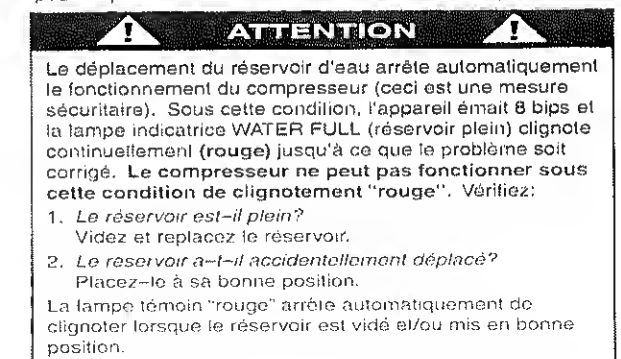 ATTENTION
Le déplacement du réservoir d'eau arrête automatiquement
le fonctionnement du compresseur (ceci est une mesure
sécuritaire). Sous cette condition, l'appareil émait 8 bips et
la lampe indicatrice WATER FULL (réservoir plein) clignote
continuellement (rouge) jusqu'à ce que le problème soit
corrigé. Le compresseur ne peut pas fonctionner sous
cette condition de clignotement "rouge". Vérifiez:
1. Le réservoir est-il plein?
Videz et replacez le réservoir.
2. Le reservoir a-t-il accidentellement déplacé?
Placez-le à sa bonne position.
La lampe témoin "rouge" arrête automatiquement de
clignoter lorsque le réservoir est vidé et/ou mis en bonne
position.